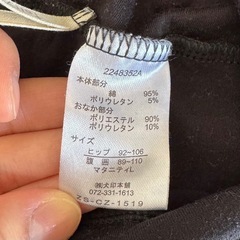 2248352A
本体部分
綿 95%
ポリウレタン 5%
おなか部分
ポリエステル 90%
ポリウレタン 10%
サイズ
ヒップ 92~106
腹囲 89~110
マタニティL
㈱犬印本舗
072-331-1613
ZS-CZ-1519